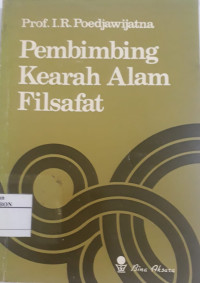 Prof. I.R. Poedjawijatna
Pembimbing
Kearah Alam
Filsafat
Bina Aksara